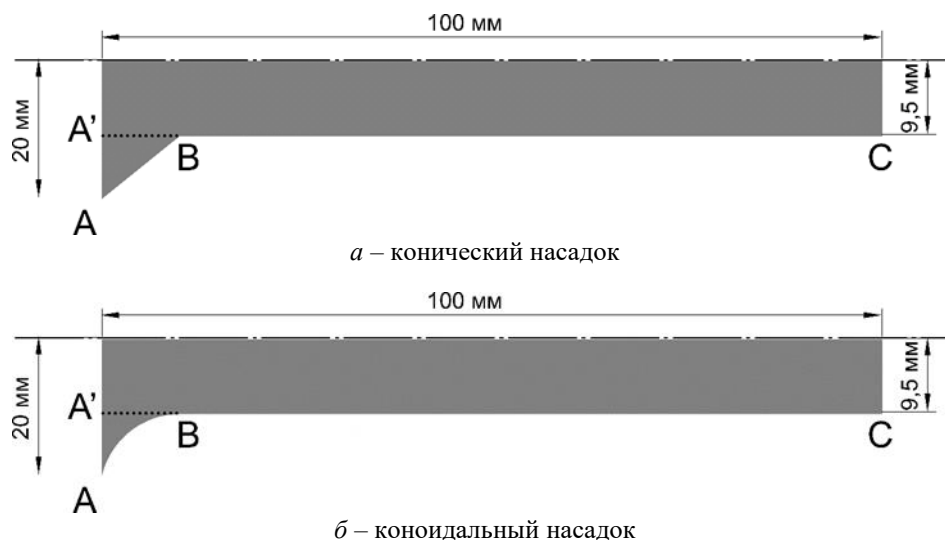 100 мм
20 мм
A'
B
C
9,5 мм
A
а – конический насадок
100 мм
20 мм
A'
B
C
9,5 мм
A
б – коноидальный насадок